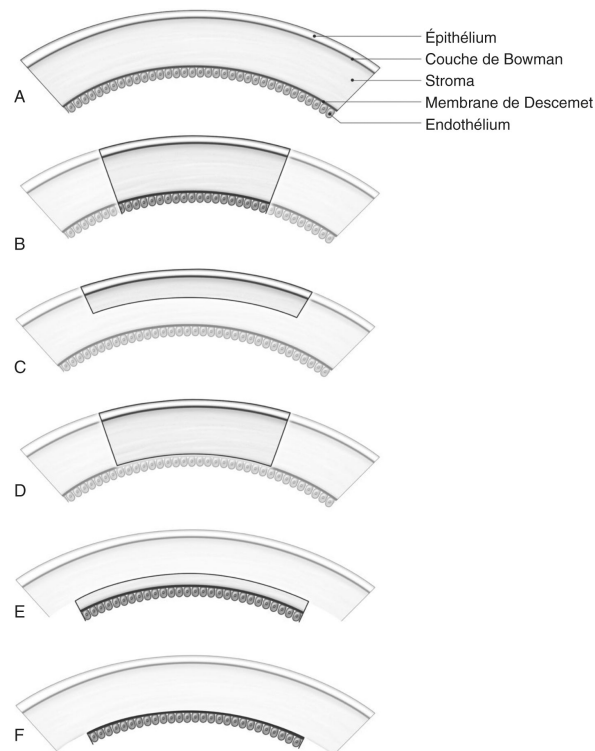 Épithélium
Couche de Bowman
Stroma
Membrane de Descemet
Endothélium
A
B
C
D
E
F